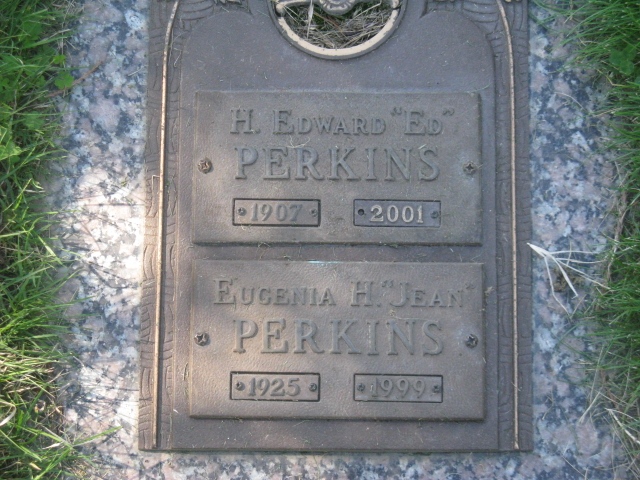 H. EDWARD "ED"
PERKINS
1907 2001
EUGENIA H. "JEAN"
PERKINS
1925 1999